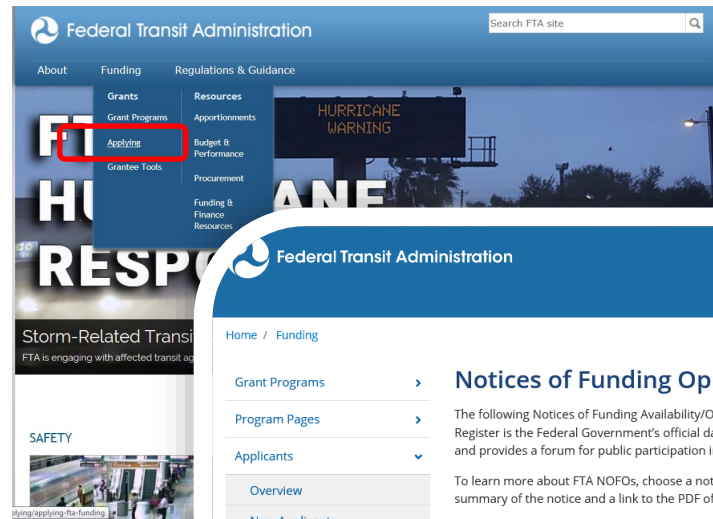 Federal Transit Administration
Search FTA site
About Funding Regulations & Guidance
Grants
Grant Programs
Applying
Grantee Tools
Resources
Apportionments
Budget &
Performance
Procurement
Funding &
Finance
Resources
HURRICANE
WARNING
RESP
Storm-Related Transi
FTA is engaging with affected transit ag
SAFETY
plying/applying-fta-funding
Federal Transit Administration
Home / Funding
Grant Programs
Program Pages
Applicants
Overview
Notices of Funding Op
The following Notices of Funding Availability/O
Register is the Federal Government's official da
and provides a forum for public participation i
To learn more about FTA NOFOs, choose a not
summary of the notice and a link to the PDF of